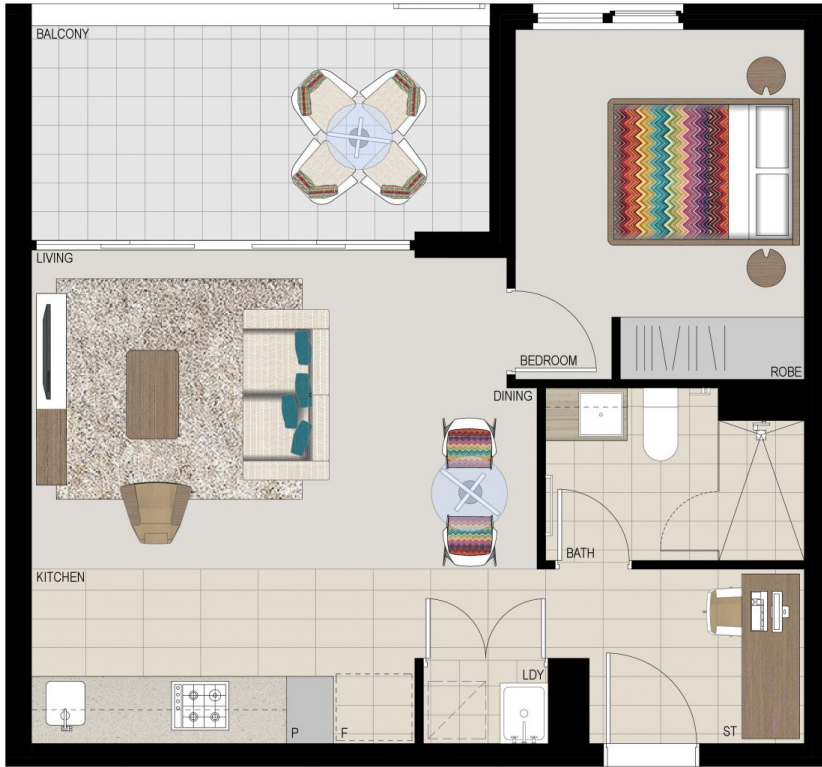 BALCONY
LIVING
BEDROOM
ROBE
DINING
BATH
KITCHEN
LDY
P
F
ST